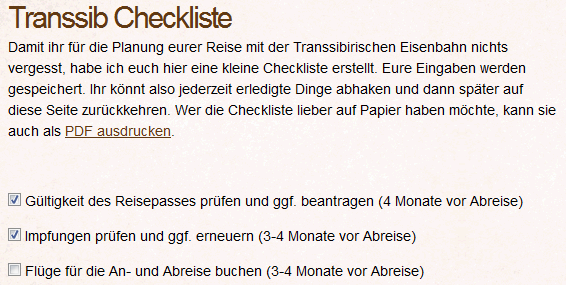 Transsib Checkliste
Damit ihr für die Planung eurer Reise mit der Transsibirischen Eisenbahn nichts
vergesst, habe ich euch hier eine kleine Checkliste erstellt. Eure Eingaben werden
gespeichert. Ihr könnt also jederzeit erledigte Dinge abhaken und dann später auf
diese Seite zurückkehren. Wer die Checkliste lieber auf Papier haben möchte, kann sie
auch als PDF ausdrucken.
Gültigkeit des Reisepasses prüfen und ggf. beantragen (4 Monate vor Abreise)
Impfungen prüfen und ggf. erneuern (3-4 Monate vor Abreise)
Flüge für die An- und Abreise buchen (3-4 Monate vor Abreise)